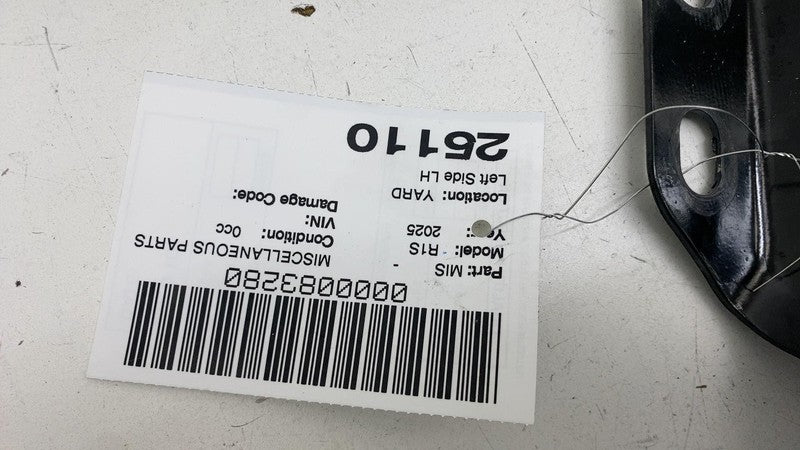 0000083280
Part: MIS - MISCELLANEOUS PARTS
Model: R1S Condition: 0cc
Year: 2025 VIN:
Location: YARD Damage Code:
Left Side LH
25110